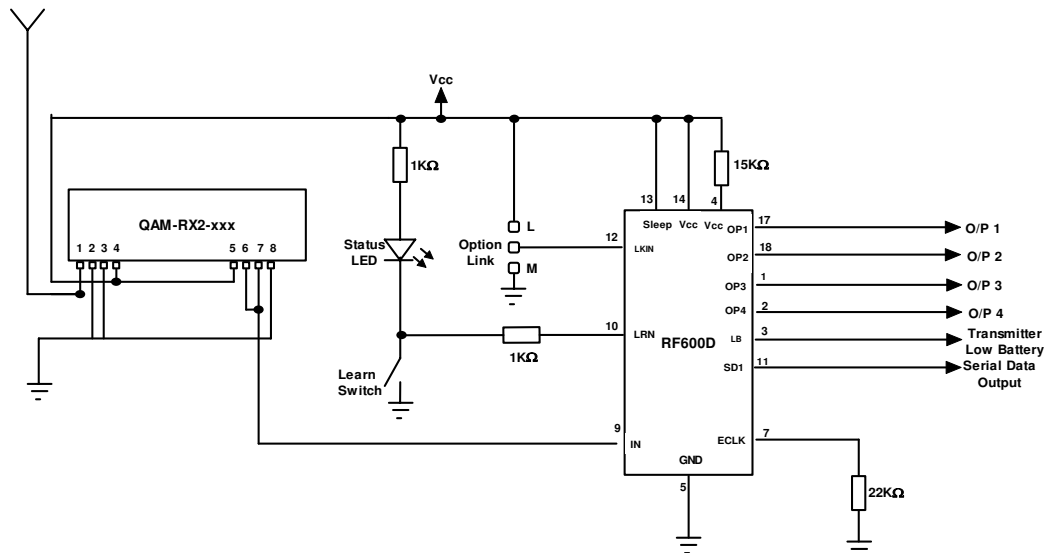 Vcc
1KΩ
15KΩ
13
14
4
QAM-RX2-xxx
1 2 3 4
5 6 7 8
Status
LED
Option
Link
L
M
12
Sleep Vcc Vcc
LKIN
OP1
17
O/P 1
OP2
18
O/P 2
OP3
1
O/P 3
OP4
2
O/P 4
10
LRN
RF600D
LB
3
Transmitter
Low Battery
1KΩ
SD1
11
Serial Data
Output
Learn
Switch
9
IN
ECLK
7
GND
5
22KΩ